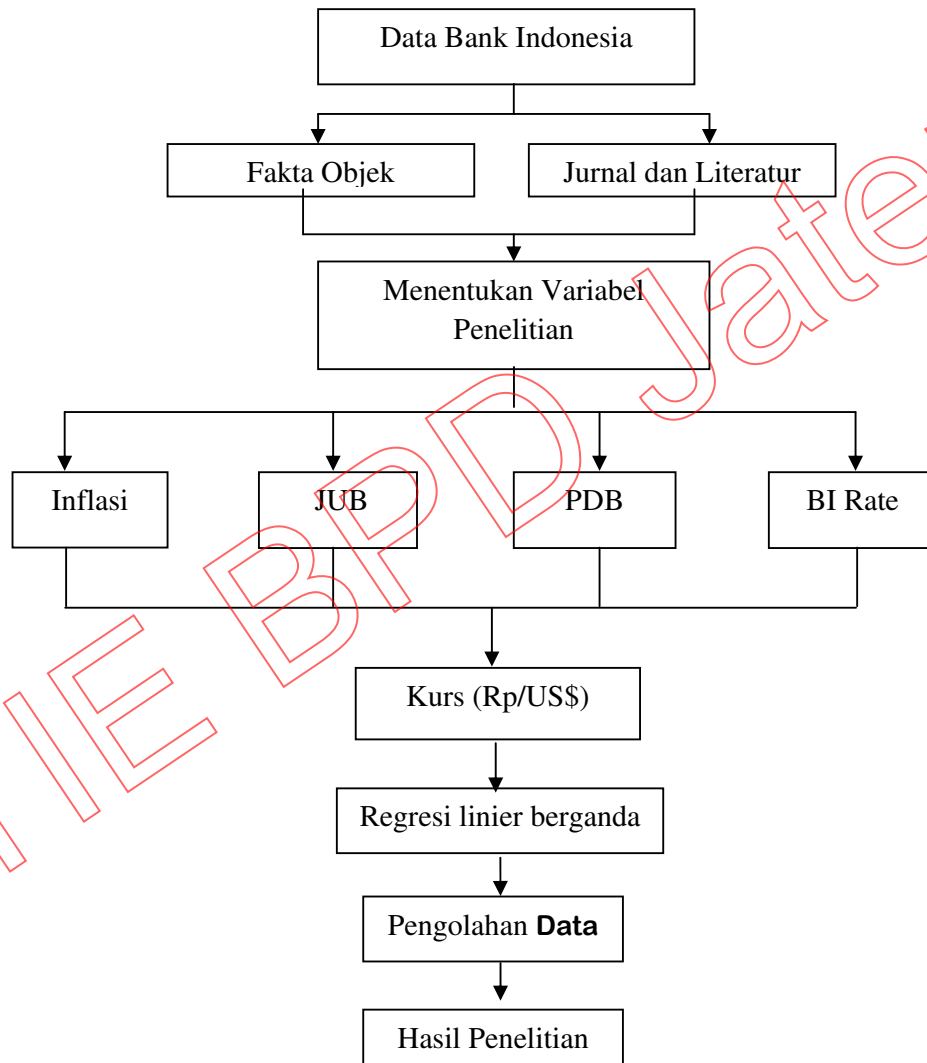 Data Bank Indonesia
Fakta Objek
Jurnal dan Literatur
Menentukan Variabel
Penelitian
Inflasi
JUB
PDB
BI Rate
Kurs (Rp/US$)
Regresi linier berganda
Pengolahan Data
Hasil Penelitian
IE BPD Jate